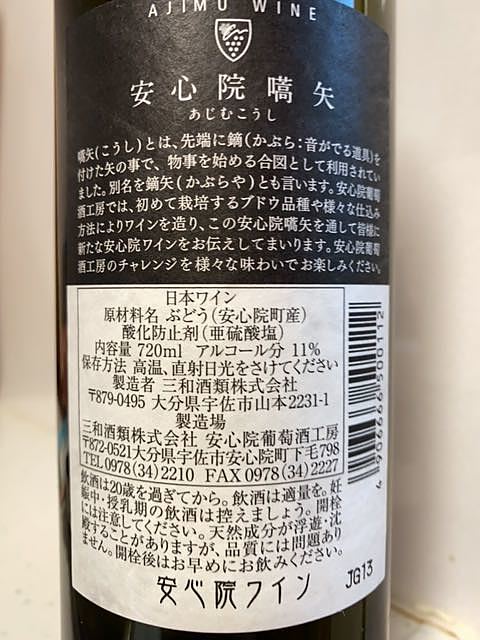 AJIMU WINE
安心院嚆矢
あじむこうし
嚆矢(こうし)とは、先端に鏑(かぶら:音がでる道具)を
付けた矢の事で、物事を始める合図として利用されてい
ました。別名を鏑矢(かぶらや)とも言います。安心院葡萄
酒工房では、初めて栽培するブドウ品種や様々な仕込み
方法によりワインを造り、この安心院嚆矢を通して皆様に
新たな安心院ワインをお伝えしてまいります。安心院葡萄
酒工房のチャレンジを様々な味わいでお楽しみください。
日本ワイン
原材料名 ぶどう(安心院町産)
酸化防止剤(亜硫酸塩)
内容量 720ml アルコール分 11%
保存方法 高温、直射日光をさけてください
製造者 三和酒類株式会社
〒879-0495 大分県宇佐市山本2231-1
製造場
三和酒類株式会社 安心院葡萄酒工房
〒872-0521大分県宇佐市安心院町下毛798
TEL 0978(34)2210 FAX 0978(34)2227
飲酒は20歳を過ぎてから。飲酒は適量を。妊
娠中・授乳期の飲酒は控えましょう。開栓
には注意してください。天然成分が浮遊・沈
殿することがありますが、品質には問題あり
ません。開栓後はお早めにお飲みください。
安心院ワイン
JG13
4 906666 500112